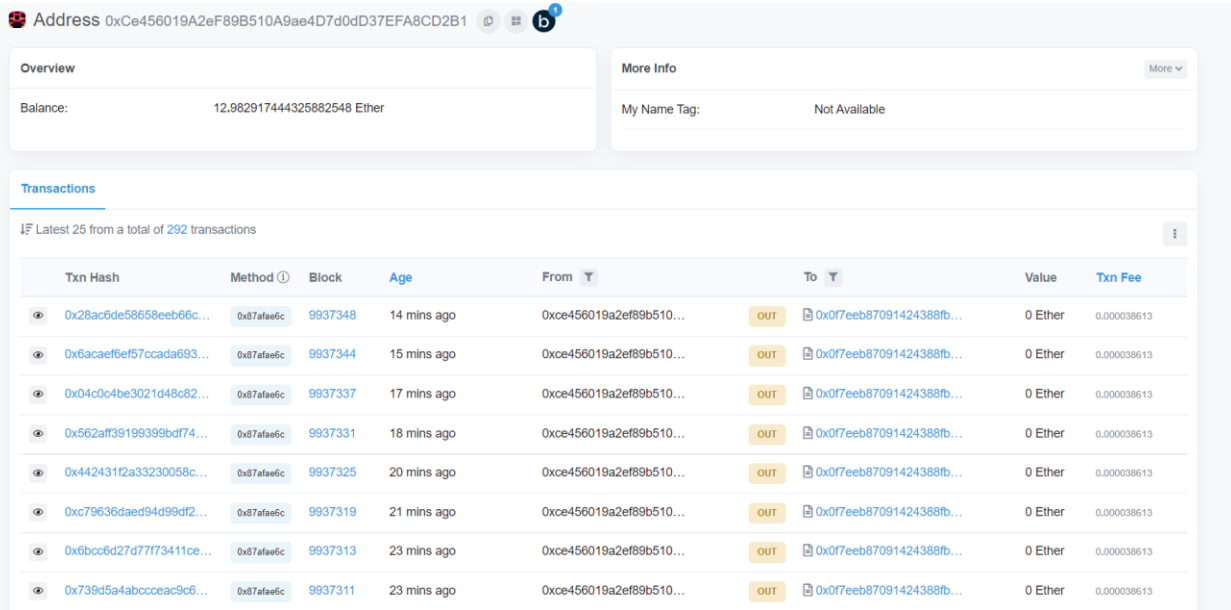 Address 0xCe456019A2eF89B510A9ae4D7d0dD37EFA8CD2B1 b 1
Overview
Balance: 12.982917444325882548 Ether
More Info More
My Name Tag: Not Available
Transactions
Latest 25 from a total of 292 transactions
Txn Hash Method Block Age From To Value Txn Fee
0x28ac6de58658eeb66c... 0x87afae6c 9937348 14 mins ago 0xce456019a2ef89b510... OUT 0x0f7eeb87091424388fb... 0 Ether 0.000038613
0x6acaef6ef57ccada693... 0x87afae6c 9937344 15 mins ago 0xce456019a2ef89b510... OUT 0x0f7eeb87091424388fb... 0 Ether 0.000038613
0x04c0c4be3021d48c82... 0x87afae6c 9937337 17 mins ago 0xce456019a2ef89b510... OUT 0x0f7eeb87091424388fb... 0 Ether 0.000038613
0x562aff39199399bdf74... 0x87afae6c 9937331 18 mins ago 0xce456019a2ef89b510... OUT 0x0f7eeb87091424388fb... 0 Ether 0.000038613
0x442431f2a33230058c... 0x87afae6c 9937325 20 mins ago 0xce456019a2ef89b510... OUT 0x0f7eeb87091424388fb... 0 Ether 0.000038613
0xc79636daed94d99df2... 0x87afae6c 9937319 21 mins ago 0xce456019a2ef89b510... OUT 0x0f7eeb87091424388fb... 0 Ether 0.000038613
0x6bcc6d27d77f73411ce... 0x87afae6c 9937313 23 mins ago 0xce456019a2ef89b510... OUT 0x0f7eeb87091424388fb... 0 Ether 0.000038613
0x739d5a4abccceac9c6... 0x87afae6c 9937311 23 mins ago 0xce456019a2ef89b510... OUT 0x0f7eeb87091424388fb... 0 Ether 0.000038613